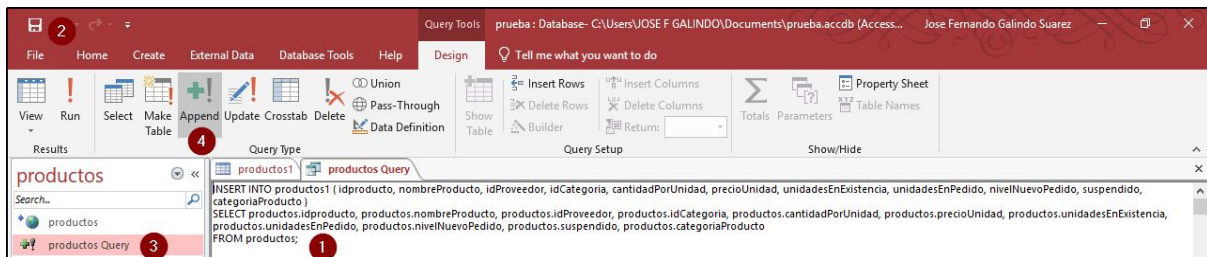 2
Query Tools prueba : Database- C:\Users\JOSE F GALINDO\Documents\prueba.accdb (Access... Jose Fernando Galindo Suarez
File Home Create External Data Database Tools Help Design Tell me what you want to do
View
Run
Select
Make Table
Append
Update
Crosstab
Delete
Union
Pass-Through
Data Definition
Show Table
Insert Rows
Delete Rows
Builder
Insert Columns
Delete Columns
Return:
Totals
Parameters
Property Sheet
Table Names
4
Results Query Type Query Setup Show/Hide
productos
Search...
productos
productos Query 3
productos1 productos Query
INSERT INTO productos1 ( idproducto, nombreProducto, idProveedor, idCategoria, cantidadPorUnidad, precioUnidad, unidadesEnExistencia, unidadesEnPedido, nivelNuevoPedido, suspendido,
categoriaProducto )
SELECT productos.idproducto, productos.nombreProducto, productos.idProveedor, productos.idCategoria, productos.cantidadPorUnidad, productos.precioUnidad, productos.unidadesEnExistencia,
productos.unidadesEnPedido, productos.nivelNuevoPedido, productos.suspendido, productos.categoriaProducto
FROM productos;
1